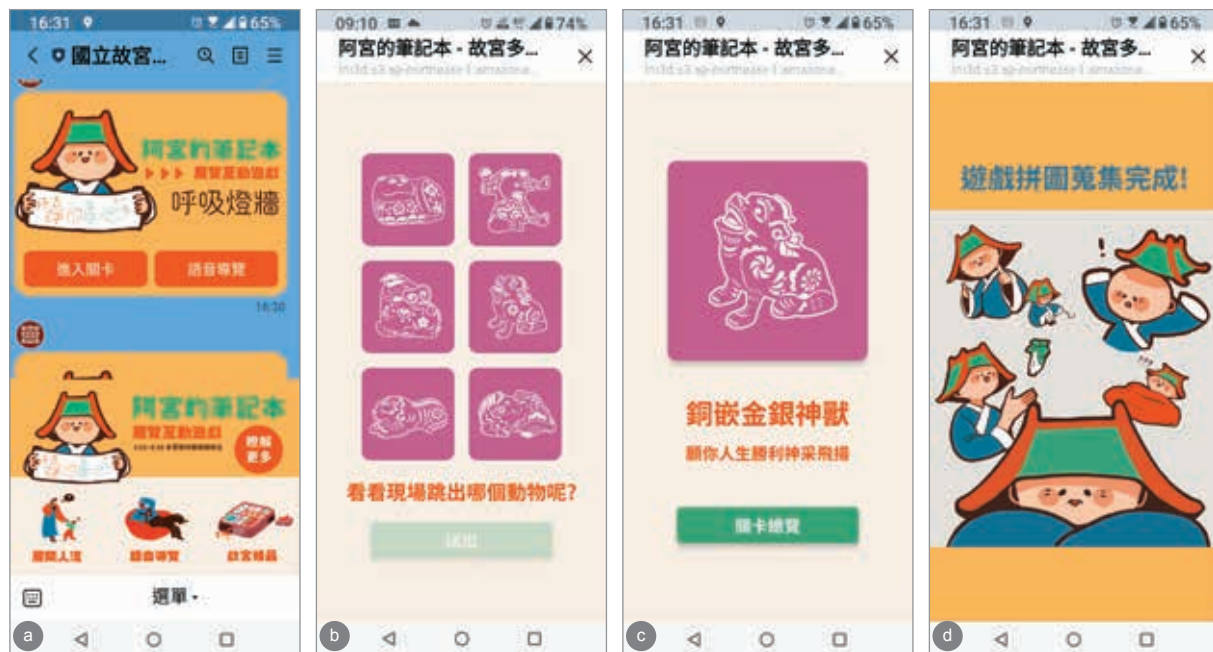 16:31
65%
國立故宮...
阿宮的筆記本
展覽互動遊戲
呼吸燈牆
進入關卡
語音導覽
16:30
阿宮的筆記本
展覽互動遊戲
瞭解
更多
展間人流
語音導覽
故宮精品
選單
a
09:10
74%
阿宮的筆記本 - 故宮多...
看看現場跳出哪個動物呢?
送出
b
16:31
65%
阿宮的筆記本 - 故宮多...
銅嵌金銀神獸
願你人生勝利神采飛揚
關卡總覽
c
16:31
65%
阿宮的筆記本 - 故宮多...
遊戲拼圖蒐集完成!
d